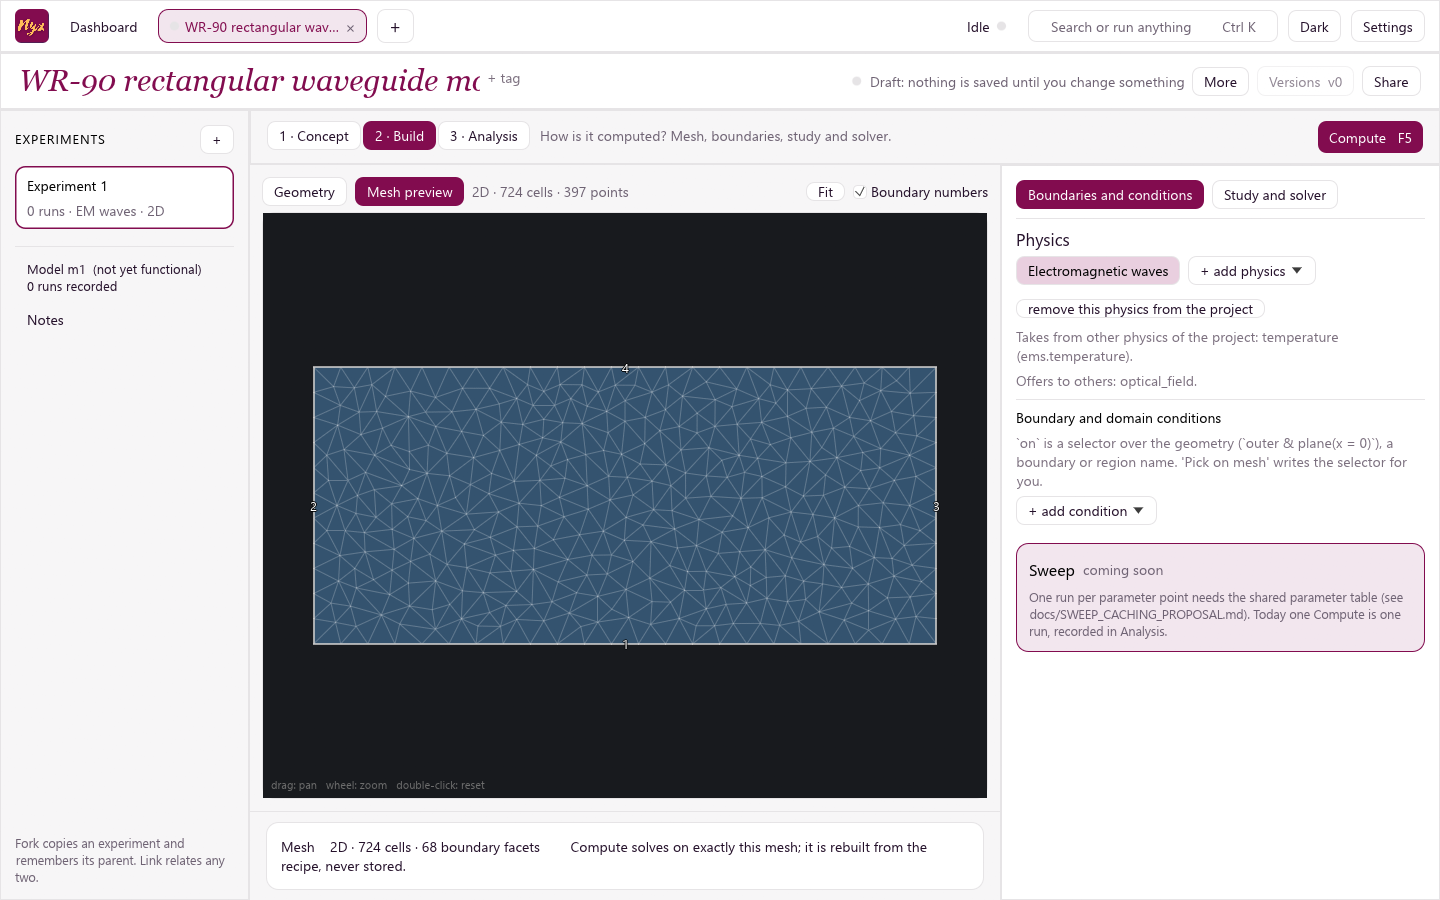 Nyx
Dashboard
WR-90 rectangular wav... ×
+
Idle
Search or run anything Ctrl K
Dark
Settings
WR-90 rectangular waveguide mo
+ tag
Draft: nothing is saved until you change something
More
Versions v0
Share
EXPERIMENTS
+
1 · Concept
2 · Build
3 · Analysis
How is it computed? Mesh, boundaries, study and solver.
Compute F5
Experiment 1
0 runs · EM waves · 2D
Model m1 (not yet functional)
0 runs recorded
Notes
Fork copies an experiment and
remembers its parent. Link relates any
two.
Geometry
Mesh preview
2D · 724 cells · 397 points
Fit
Boundary numbers
4
2
3
1
drag: pan wheel: zoom double-click: reset
Mesh 2D · 724 cells · 68 boundary facets Compute solves on exactly this mesh; it is rebuilt from the
recipe, never stored.
Boundaries and conditions
Study and solver
Physics
Electromagnetic waves
+ add physics
remove this physics from the project
Takes from other physics of the project: temperature
(ems.temperature).
Offers to others: optical_field.
Boundary and domain conditions
`on` is a selector over the geometry (`outer & plane(x = 0)`), a
boundary or region name. 'Pick on mesh' writes the selector for
you.
+ add condition
Sweep coming soon
One run per parameter point needs the shared parameter table (see
docs/SWEEP_CACHING_PROPOSAL.md). Today one Compute is one
run, recorded in Analysis.